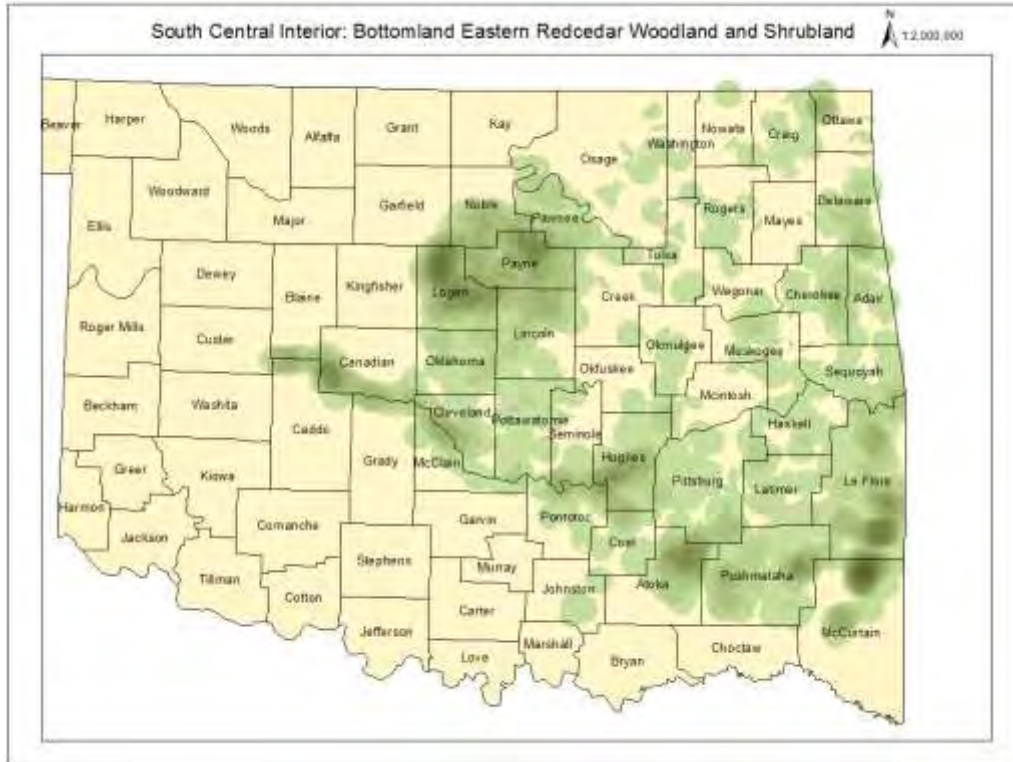 South Central Interior: Bottomland Eastern Redcedar Woodland and Shrubland
N
1:2,000,000
Beaver
Harper
Woods
Alfalfa
Grant
Kay
Osage
Washington
Nowata
Craig
Ottawa
Woodward
Ellis
Major
Garfield
Noble
Pawnee
Rogers
Mayes
Delaware
Dewey
Blaine
Kingfisher
Logan
Payne
Tulsa
Creek
Wagoner
Cherokee
Adair
Roger Mills
Custer
Canadian
Oklahoma
Lincoln
Okmulgee
Muskogee
Okfuskee
Sequoyah
McIntosh
Beckham
Washita
Caddo
Cleveland
Pottawatomie
Seminole
Haskell
Hughes
Greer
Kiowa
Grady
McClain
Pittsburg
Latimer
Le Flore
Harmon
Comanche
Garvin
Pontotoc
Jackson
Coal
Stephens
Murray
Tillman
Johnston
Atoka
Pushmataha
Cotton
Carter
Jefferson
Marshall
McCurtain
Love
Bryan
Choctaw